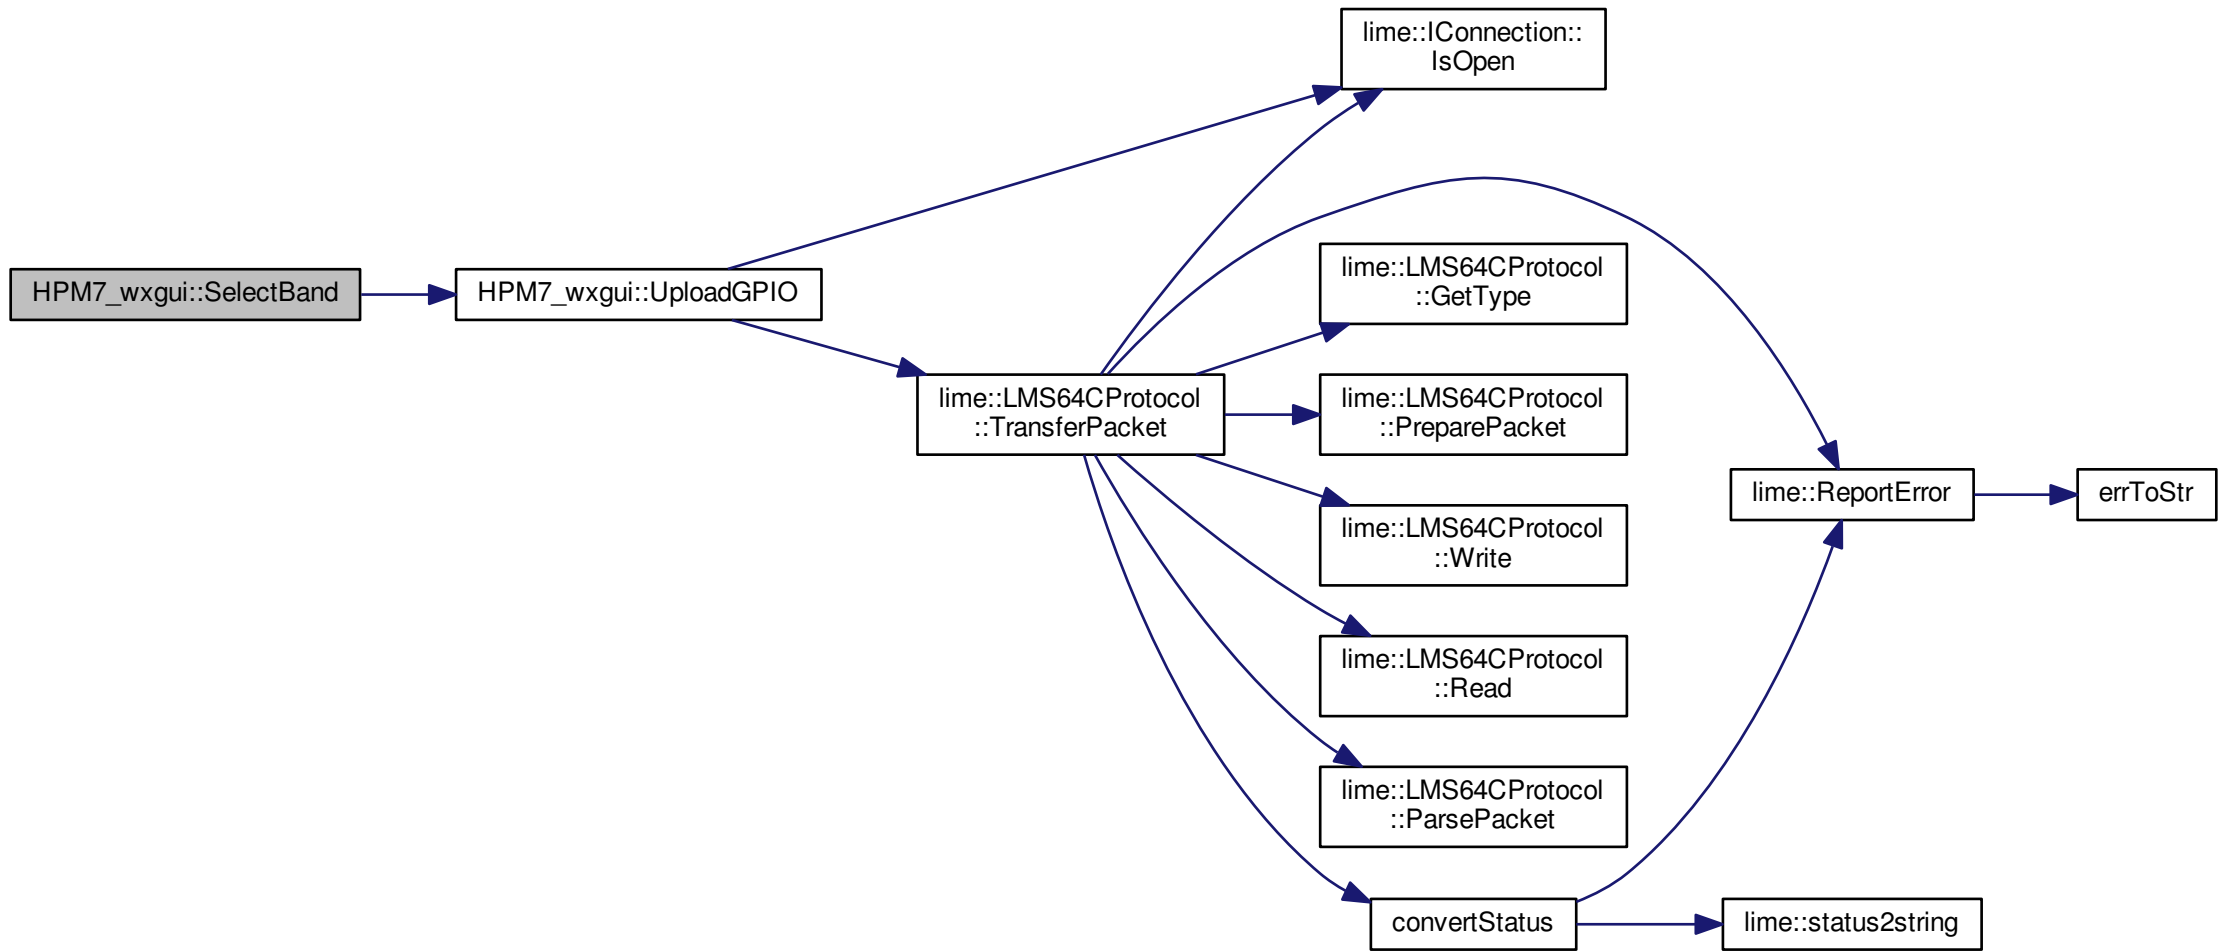 lime::IConnection::
IsOpen
HPM7_wxgui::SelectBand
HPM7_wxgui::UploadGPIO
lime::LMS64CProtocol
::TransferPacket
lime::LMS64CProtocol
::GetType
lime::LMS64CProtocol
::PreparePacket
lime::LMS64CProtocol
::Write
lime::LMS64CProtocol
::Read
lime::LMS64CProtocol
::ParsePacket
convertStatus
lime::ReportError
errToStr
lime::status2string